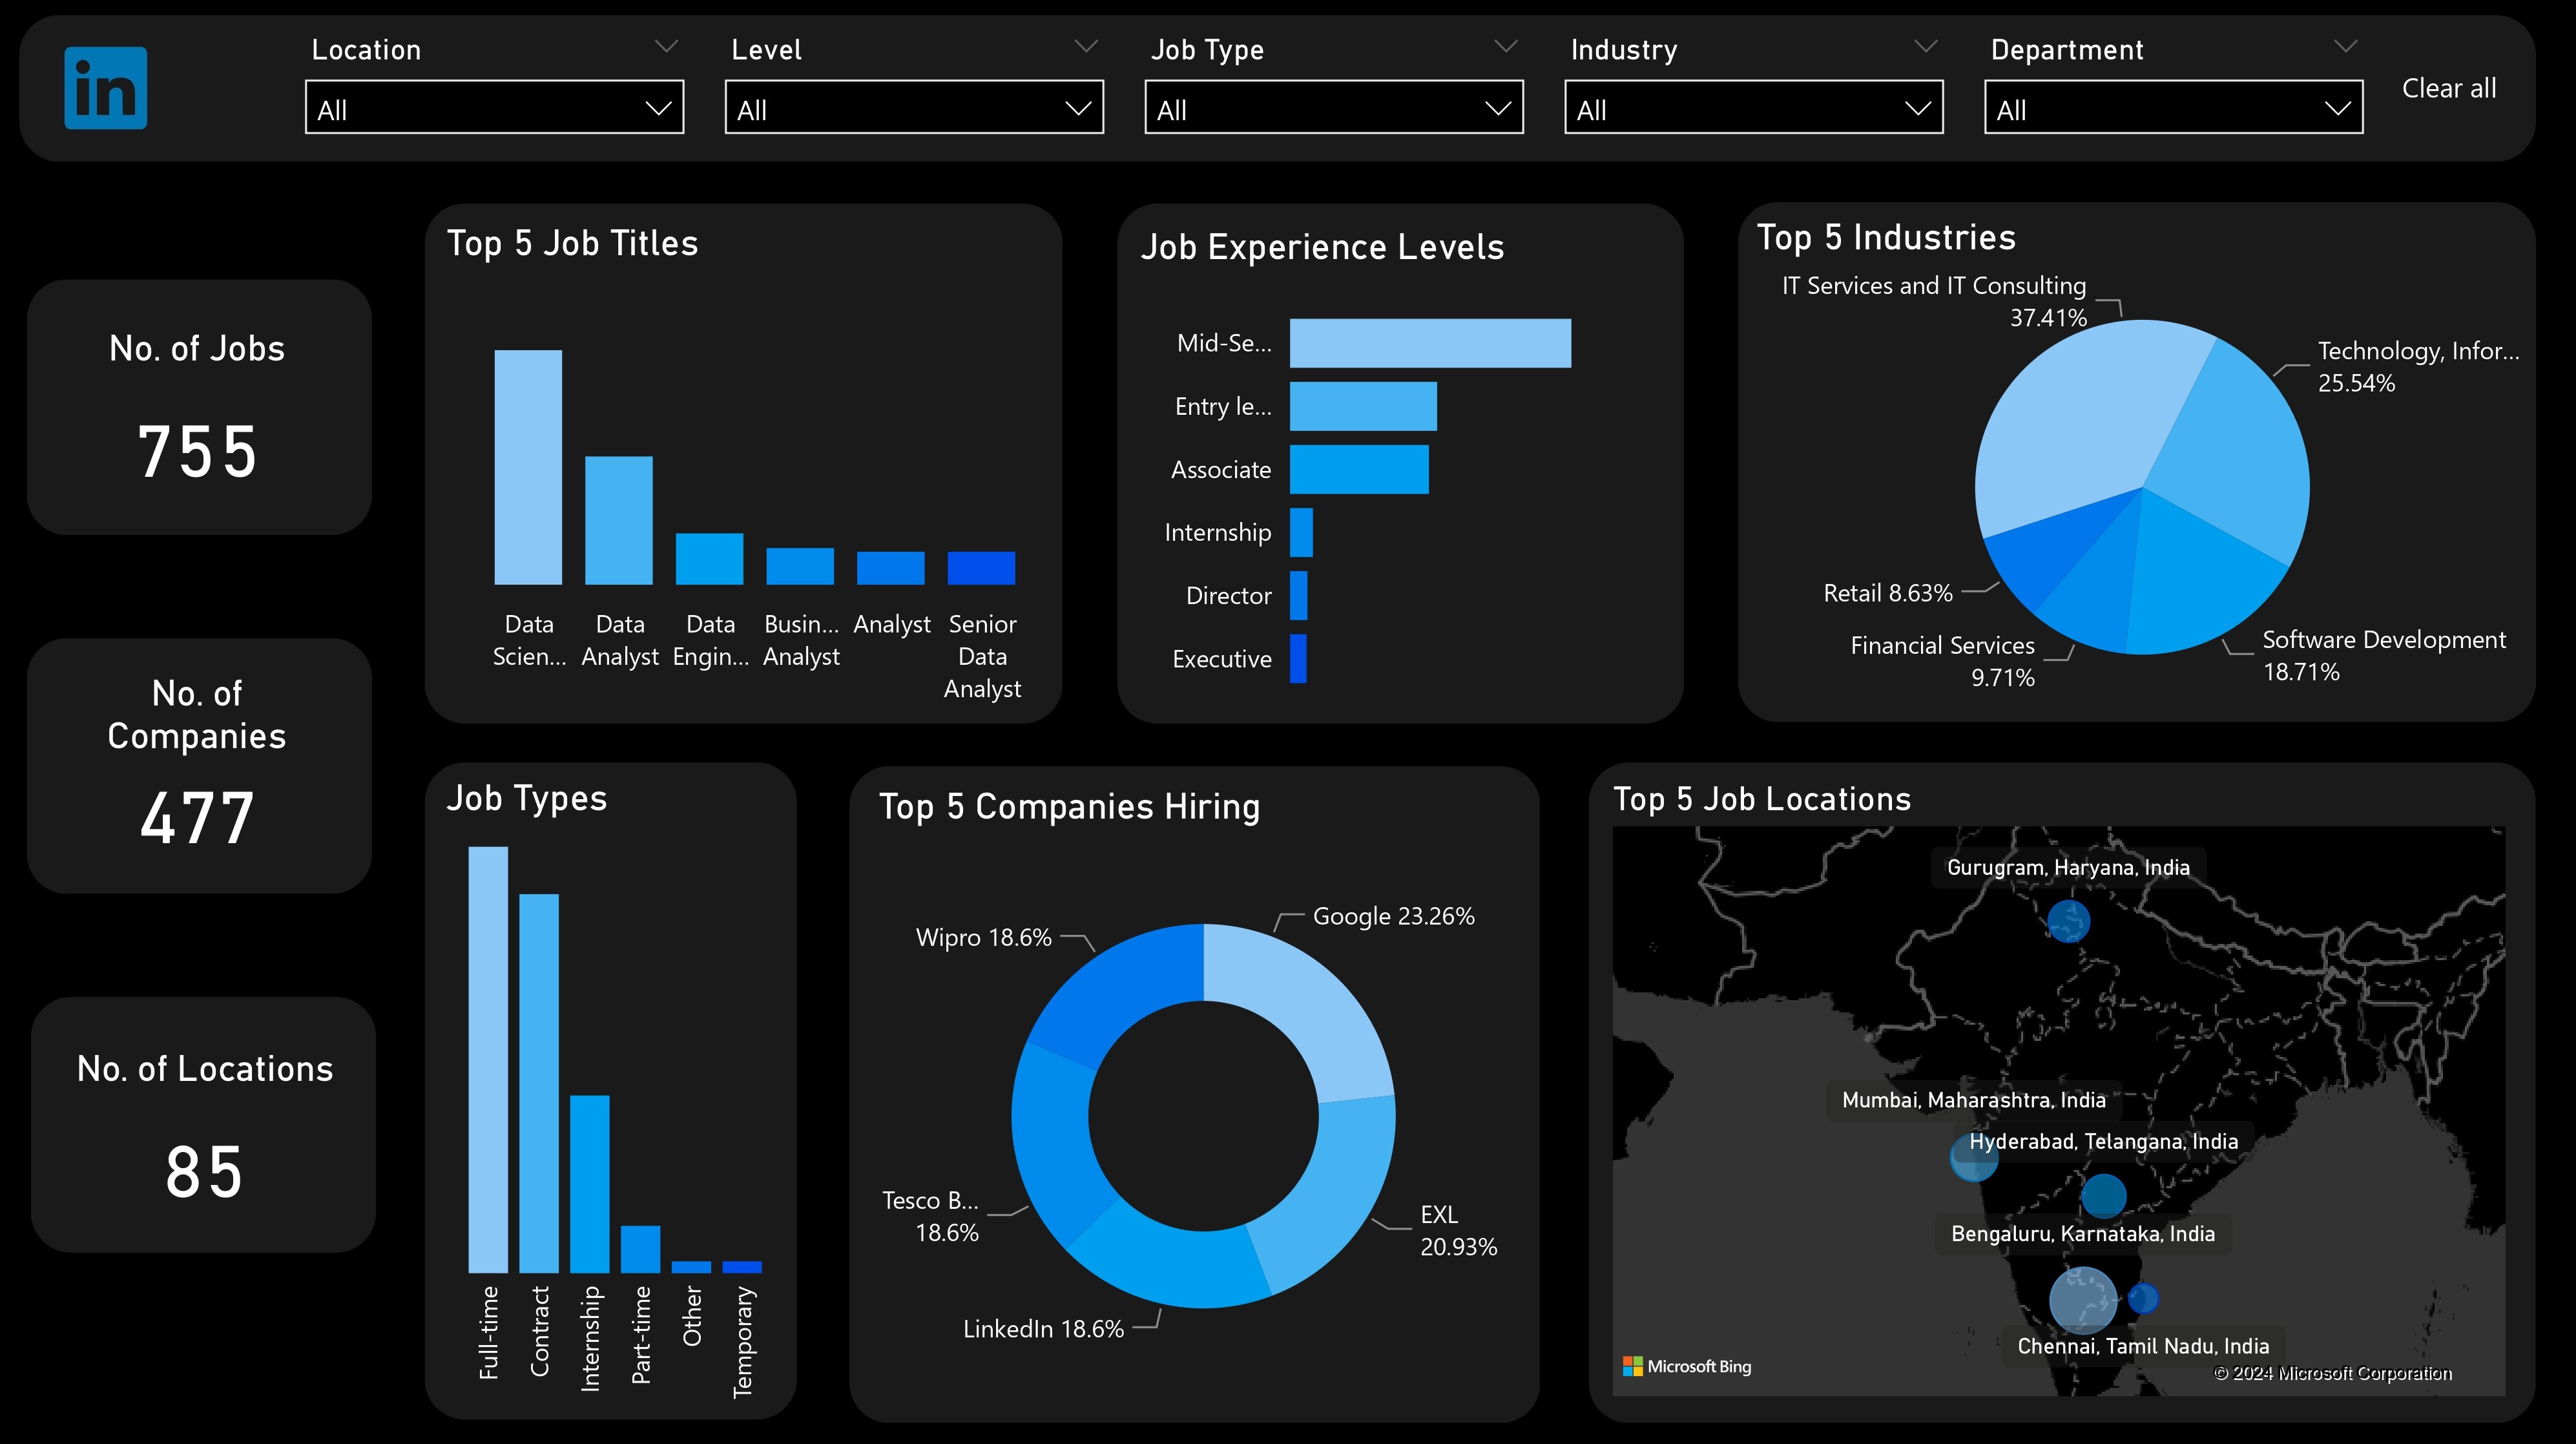 in
Location
All
Level
All
Job Type
All
Industry
All
Department
All
Clear all
No. of Jobs
755
No. of
Companies
477
No. of Locations
85
Top 5 Job Titles
Data
Scien...
Data
Analyst
Data
Engin...
Busin...
Analyst
Analyst
Senior
Data
Analyst
Job Experience Levels
Mid-Se...
Entry le...
Associate
Internship
Director
Executive
Top 5 Industries
IT Services and IT Consulting
37.41%
Technology, Infor...
25.54%
Retail 8.63%
Financial Services
9.71%
Software Development
18.71%
Job Types
Full-time
Contract
Internship
Part-time
Other
Temporary
Top 5 Companies Hiring
Wipro 18.6%
Google 23.26%
Tesco B...
18.6%
EXL
20.93%
LinkedIn 18.6%
Top 5 Job Locations
Gurugram, Haryana, India
Mumbai, Maharashtra, India
Hyderabad, Telangana, India
Bengaluru, Karnataka, India
Chennai, Tamil Nadu, India
Microsoft Bing
© 2024 Microsoft Corporation